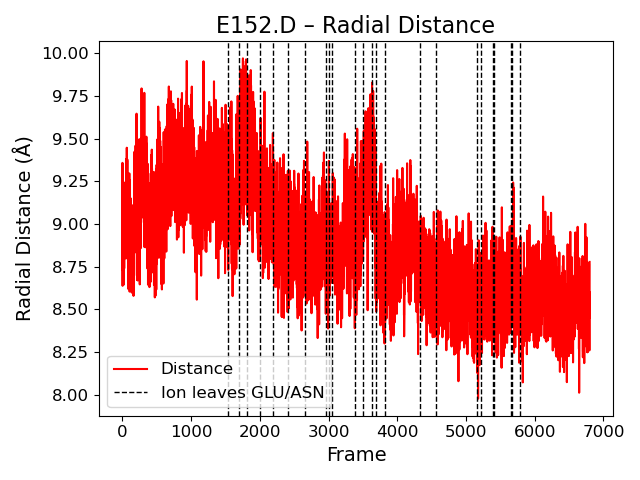 E152.D – Radial Distance
Radial Distance (Å)
10.00
9.75
9.50
9.25
9.00
8.75
8.50
8.25
8.00
Distance
Ion leaves GLU/ASN
0 1000 2000 3000 4000 5000 6000 7000
Frame